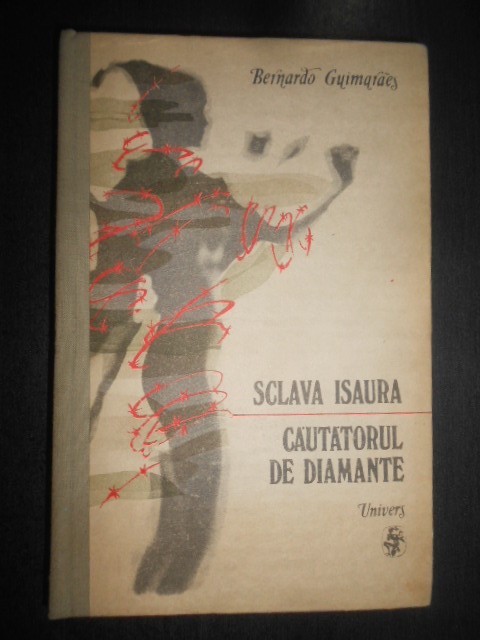 Bernardo Guimarães
SCLAVA ISAURA
CĂUTĂTORUL
DE DIAMANTE
Univers